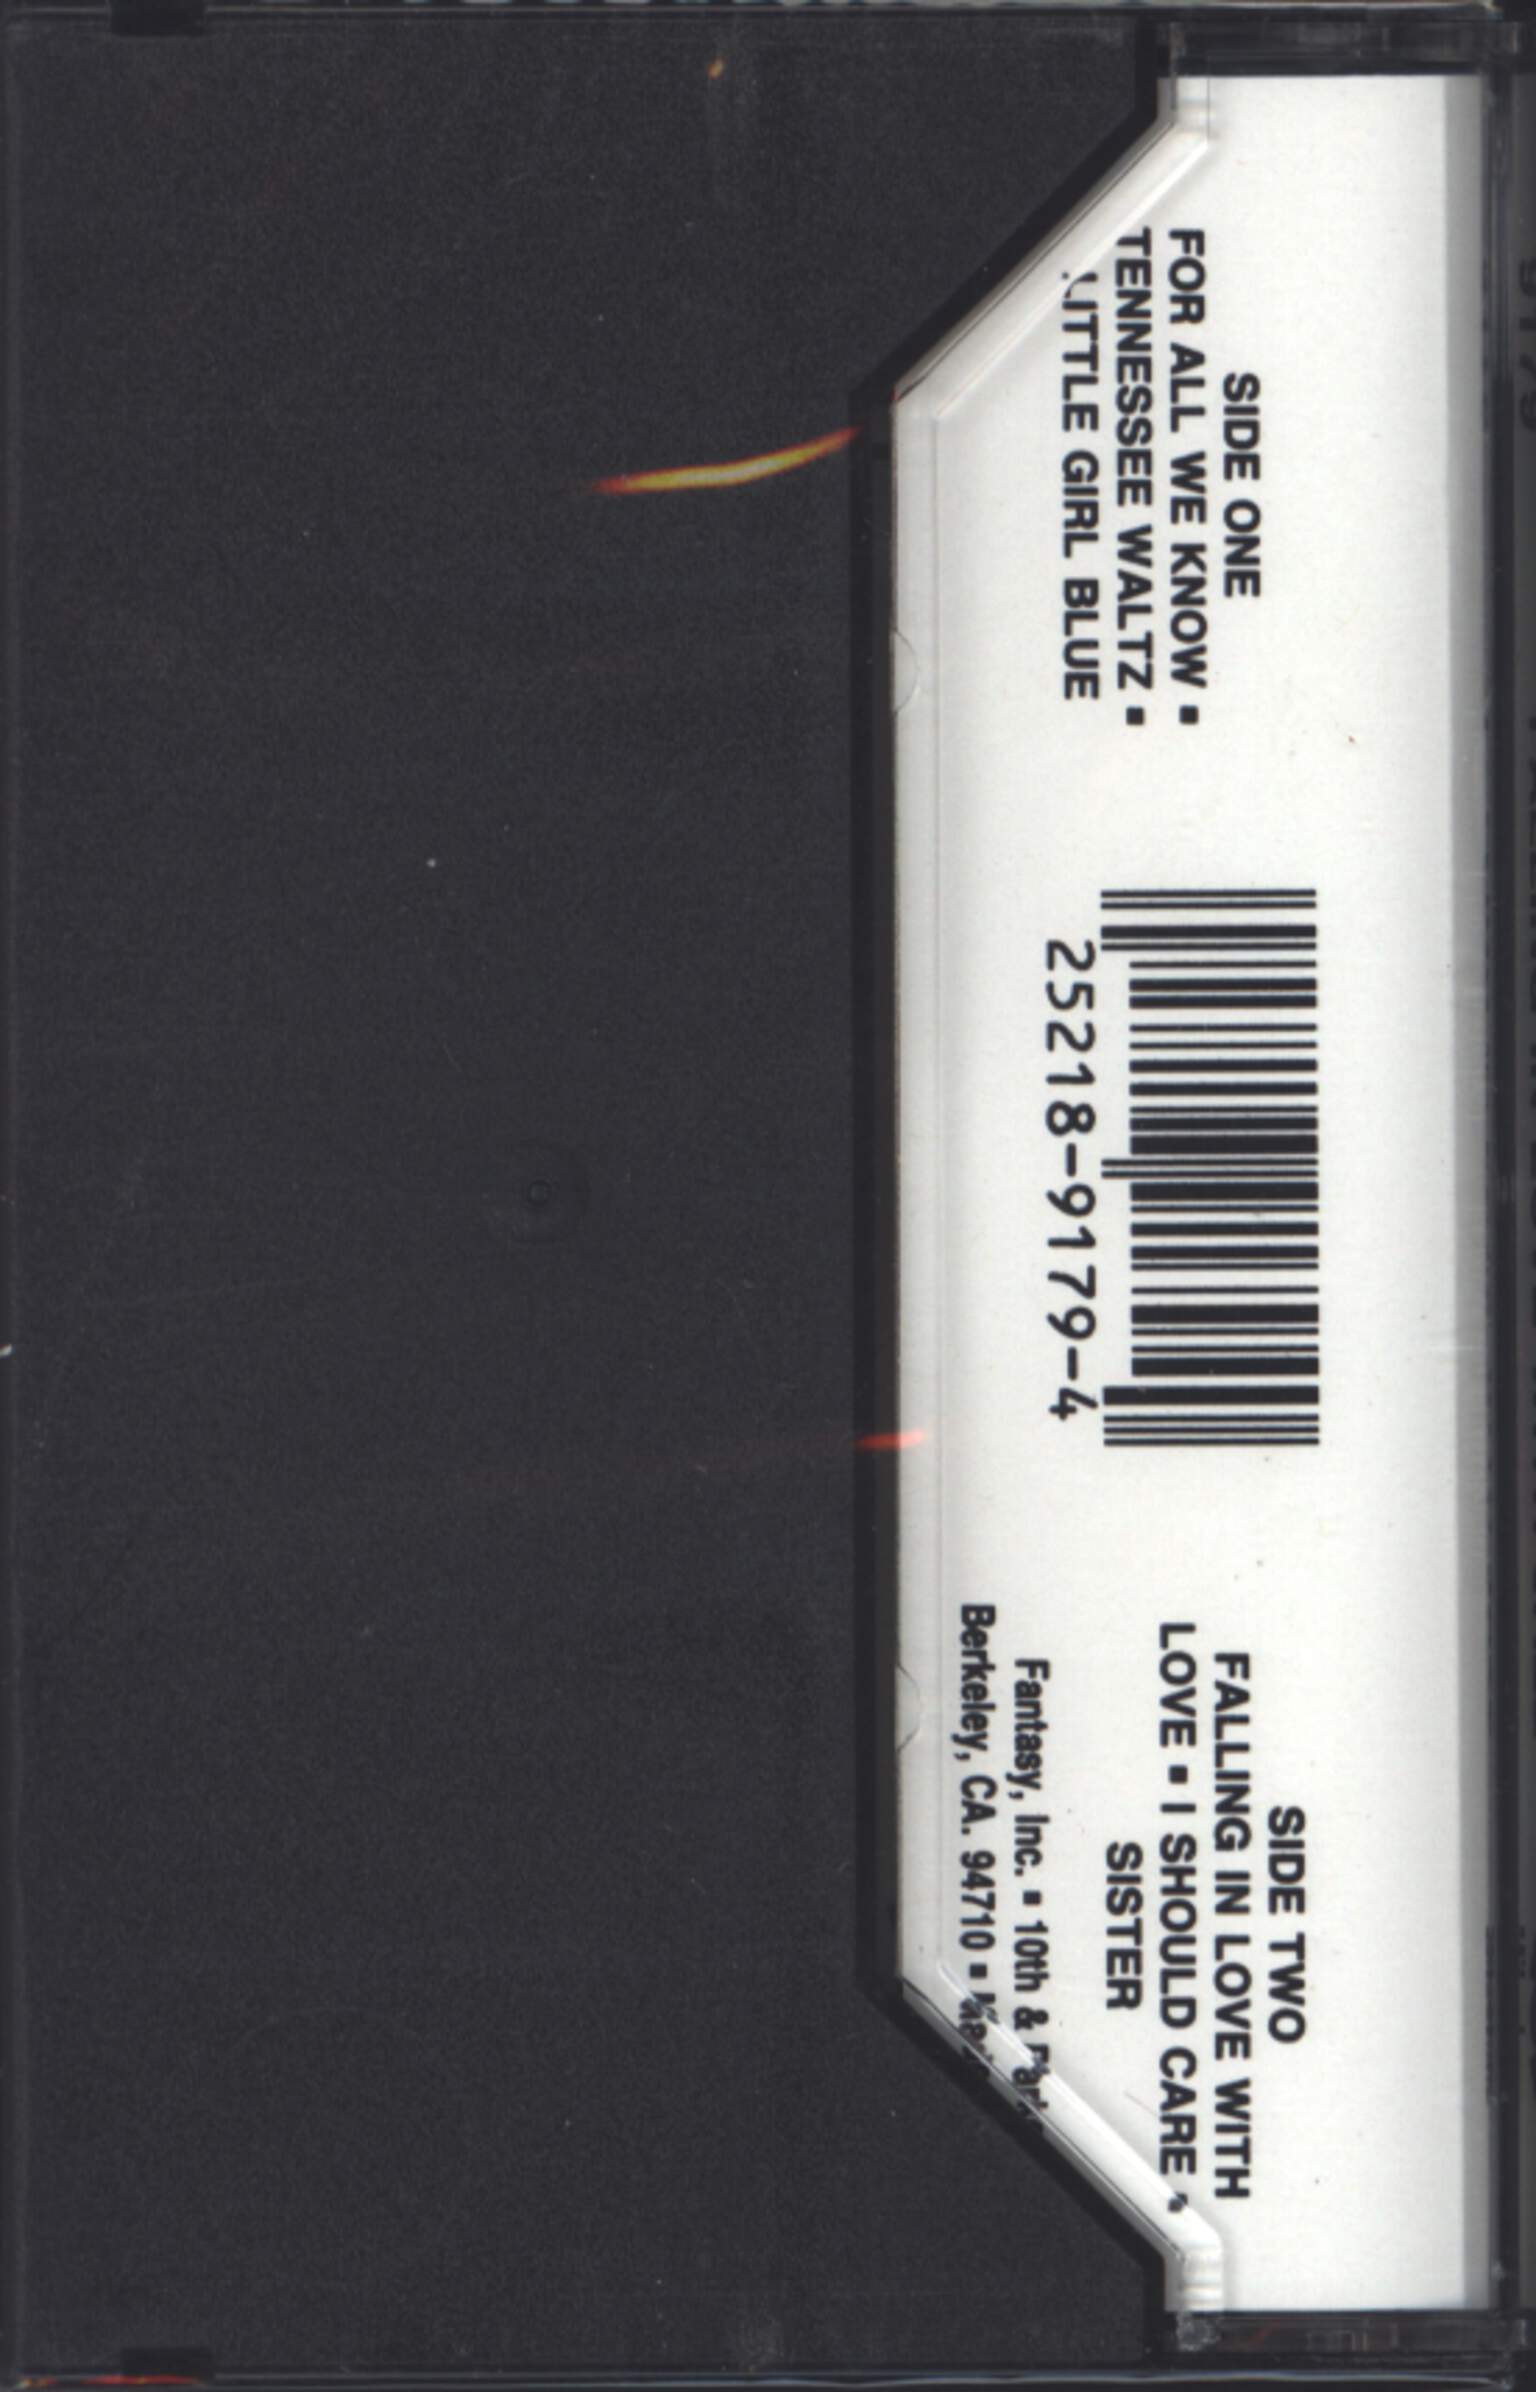 SIDE ONE
FOR ALL WE KNOW ▪
TENNESSEE WALTZ ▪
LITTLE GIRL BLUE
25218-9179-4
SIDE TWO
FALLING IN LOVE WITH
LOVE ▪ I SHOULD CARE ▪
SISTER
Fantasy, Inc. ▪ 10th &
Berkeley, CA. 94710 ▪